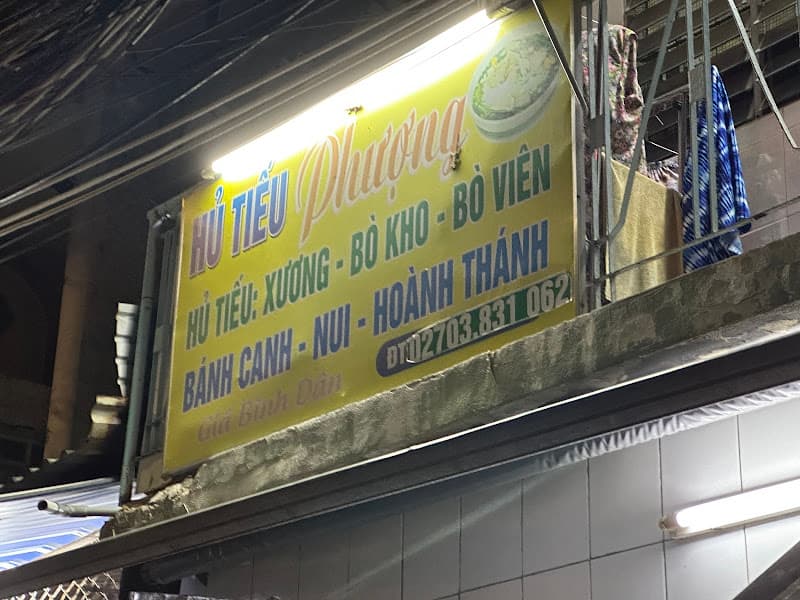 HỦ TIẾU Phượng
HỦ TIẾU: XƯƠNG - BÒ KHO - BÒ VIÊN
BÁNH CANH - NUI - HOÀNH THÁNH
ĐT: 02703.831 062
Giá Bình Dân